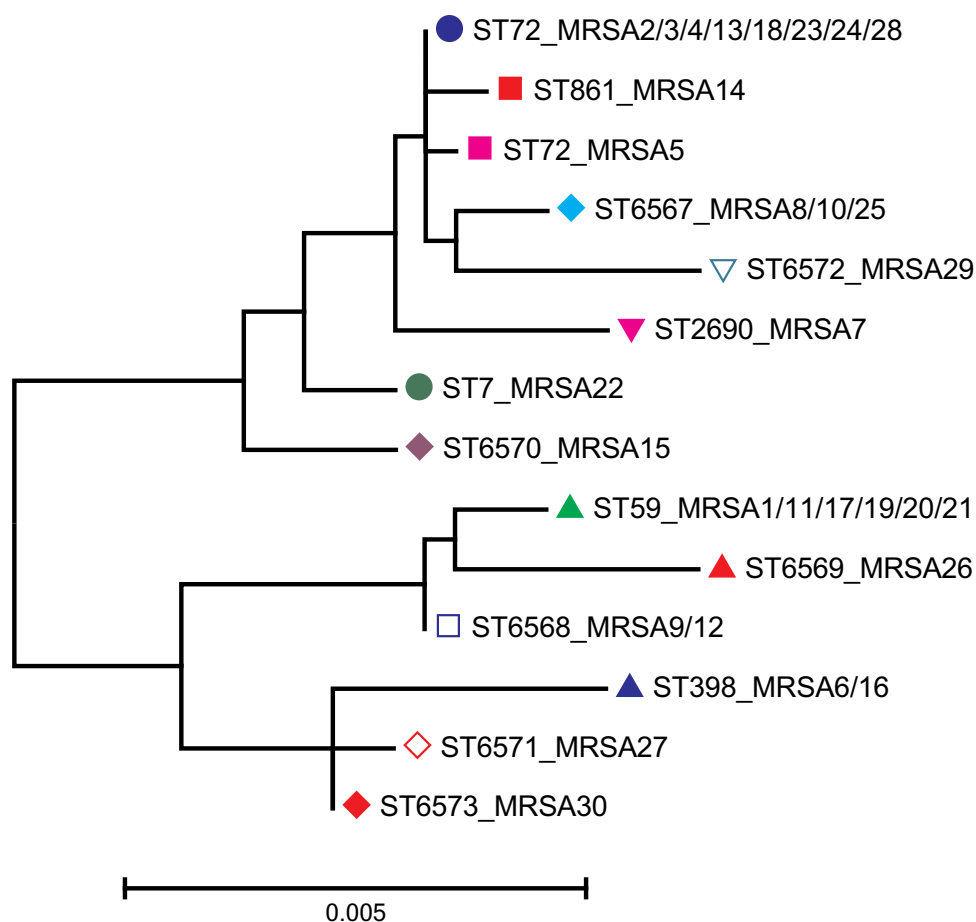 ST72_MRSA2/3/4/13/18/23/24/28
ST861_MRSA14
ST72_MRSA5
ST6567_MRSA8/10/25
ST6572_MRSA29
ST2690_MRSA7
ST7_MRSA22
ST6570_MRSA15
ST59_MRSA1/11/17/19/20/21
ST6569_MRSA26
ST6568_MRSA9/12
ST398_MRSA6/16
ST6571_MRSA27
ST6573_MRSA30
0.005